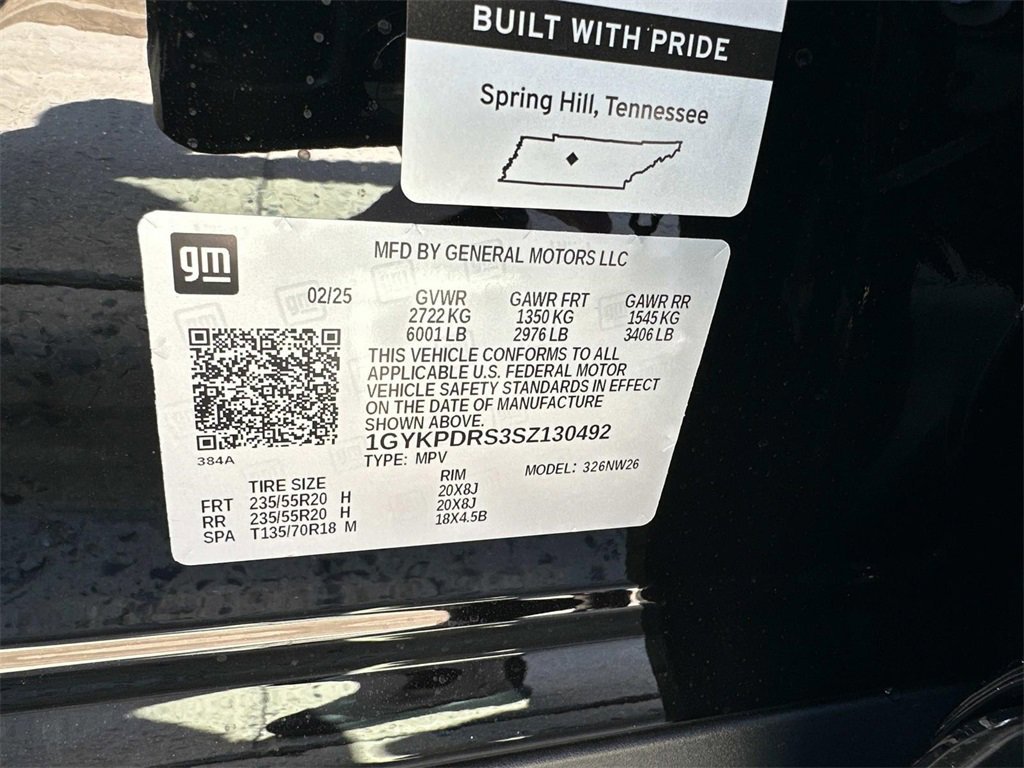 BUILT WITH PRIDE
Spring Hill, Tennessee
gm
MFD BY GENERAL MOTORS LLC
02/25 GVWR GAWR FRT GAWR RR
2722 KG 1350 KG 1545 KG
6001 LB 2976 LB 3406 LB
THIS VEHICLE CONFORMS TO ALL
APPLICABLE U.S. FEDERAL MOTOR
VEHICLE SAFETY STANDARDS IN EFFECT
ON THE DATE OF MANUFACTURE
SHOWN ABOVE.
1GYKPDRS3SZ130492
384A TYPE: MPV MODEL: 326NW26
TIRE SIZE RIM
FRT 235/55R20 H 20X8J
RR 235/55R20 H 20X8J
SPA T135/70R18 M 18X4.5B